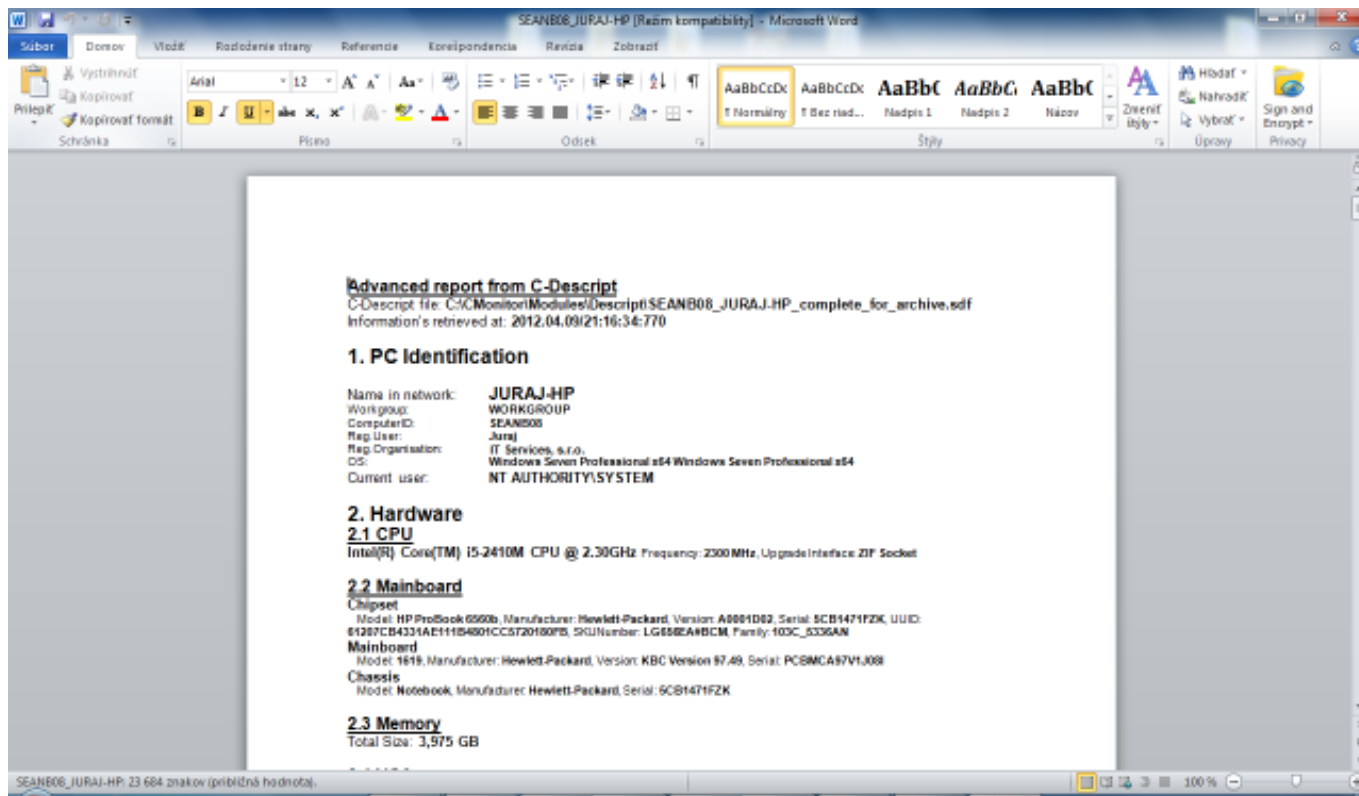 SEANB08_JURAJ-HP [Režim kompatibility] - Microsoft Word
Súbor Domov Vložiť Rozloženie strany Referencie Korešpondencia Revízia Zobraziť
Prilepiť
Vystrihnúť
Kopírovať
Kopírovať formát
Schránka
Arial 12
Písmo
Odsek
AaBbCcDc AaBbCcDc AaBbC AaBbC AaBbC
¶ Normálny ¶ Bez riad... Nadpis 1 Nadpis 2 Názov
Štýly
Zmeniť štýly
Hľadať
Nahradiť
Vybrať
Úpravy
Sign and Encrypt
Privacy
Advanced report from C-Descript
C-Descript file: C:\CMonitor\Modules\Descript\SEANB08_JURAJ-HP_complete_for_archive.sdf
Information's retrieved at: 2012.04.09/21:16:34:770
1. PC Identification
Name in network: JURAJ-HP
Workgroup: WORKGROUP
ComputerID: SEANB08
Reg.User: Juraj
Reg.Organisation: IT Services, s.r.o.
OS: Windows Seven Professional x64 Windows Seven Professional x64
Current user: NT AUTHORITY\SYSTEM
2. Hardware
2.1 CPU
Intel(R) Core(TM) i5-2410M CPU @ 2.30GHz Frequency: 2300 MHz, Upgrade Interface: ZIF Socket
2.2 Mainboard
Chipset
Model: HP ProBook 6560b, Manufacturer: Hewlett-Packard, Version: A0001D02, Serial: 5CB1471FZK, UUID:
SKUNumber: LG656EA#BCM, Family: 103C_5336AN
Mainboard
Model: 1619, Manufacturer: Hewlett-Packard, Version: KBC Version 97.49, Serial:
Chassis
Model: Notebook, Manufacturer: Hewlett-Packard, Serial: 5CB1471FZK
2.3 Memory
Total Size: 3,975 GB
SEANB08_JURAJ-HP: 23 684 znakov (približná hodnota).
100 %